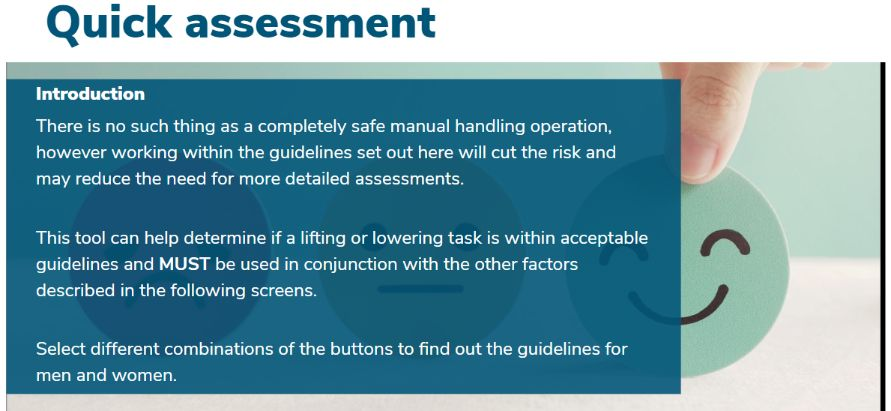 Quick assessment
Introduction
There is no such thing as a completely safe manual handling operation,
however working within the guidelines set out here will cut the risk and
may reduce the need for more detailed assessments.
This tool can help determine if a lifting or lowering task is within acceptable
guidelines and MUST be used in conjunction with the other factors
described in the following screens.
Select different combinations of the buttons to find out the guidelines for
men and women.